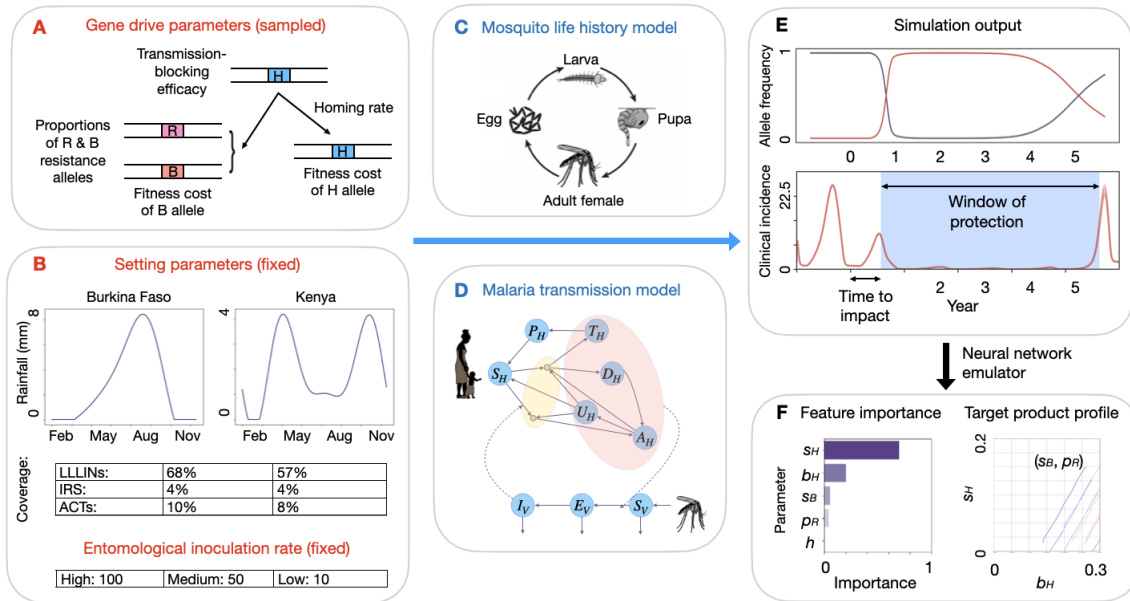 A Gene drive parameters (sampled)
Transmission-
blocking
efficacy
H
Homing rate
Proportions
of R & B
resistance
alleles
R
B
H
Fitness cost
of B allele
Fitness cost
of H allele
B Setting parameters (fixed)
Burkina Faso
Kenya
Rainfall (mm)
8
0
4
0
Feb May Aug Nov
Feb May Aug Nov
Coverage:
LLLINs: 68% 57%
IRS: 4% 4%
ACTs: 10% 8%
Entomological inoculation rate (fixed)
High: 100 Medium: 50 Low: 10
C Mosquito life history model
Larva
Egg
Pupa
Adult female
D Malaria transmission model
P_H
T_H
S_H
D_H
U_H
A_H
I_V
E_V
S_V
E Simulation output
Allele frequency
1
0
0 1 2 3 4 5
Clinical incidence
22.5
0
Window of
protection
2 3 4 5
Time to
impact
Year
Neural network
emulator
F Feature importance
Target product profile
Parameter
s_H
b_H
s_B
p_R
h
0 1
Importance
0.2
(s_B, p_R)
s_H
0
0 0.3
b_H